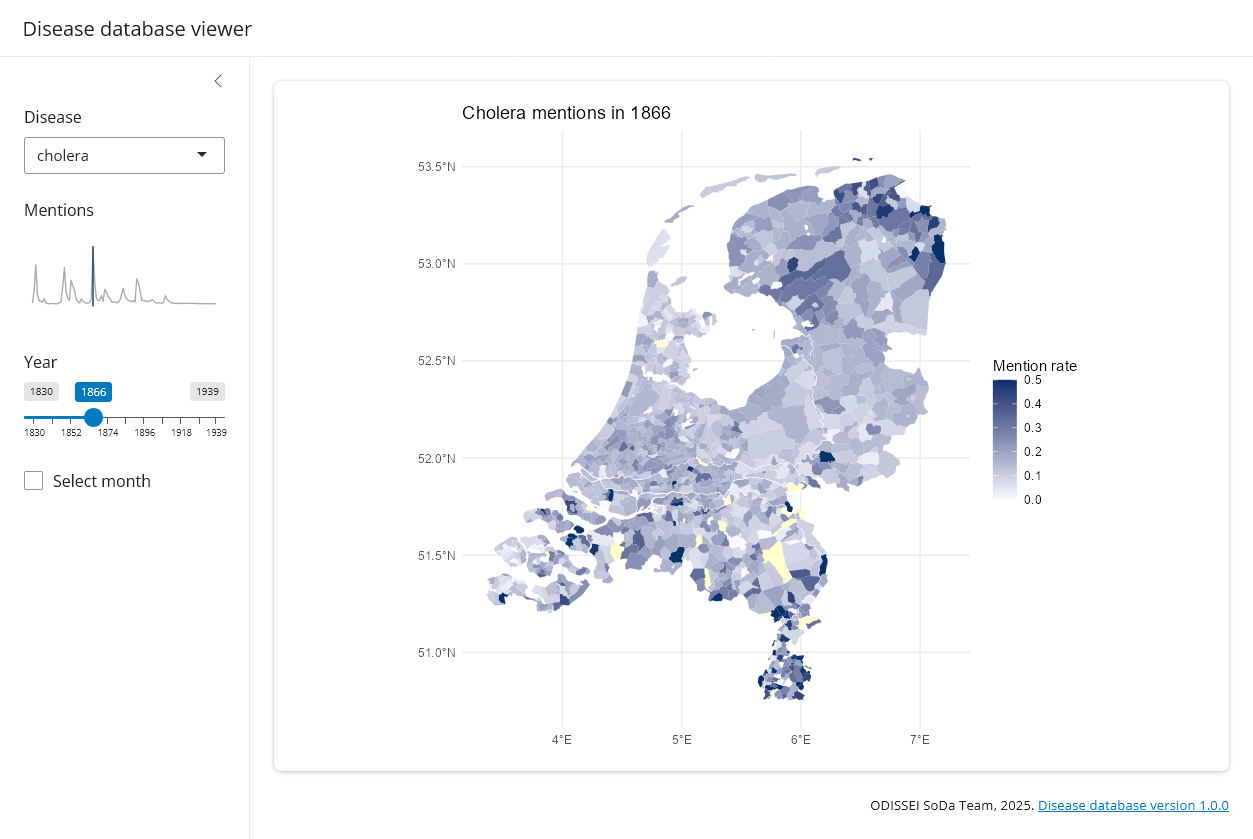 Disease database viewer
Disease
cholera
Mentions
Year
1830 1866 1939
1830 1852 1874 1896 1918 1939
Select month
Cholera mentions in 1866
53.5°N
53.0°N
52.5°N
52.0°N
51.5°N
51.0°N
4°E 5°E 6°E 7°E
Mention rate
0.5
0.4
0.3
0.2
0.1
0.0
ODISSEI SoDa Team, 2025. Disease database version 1.0.0